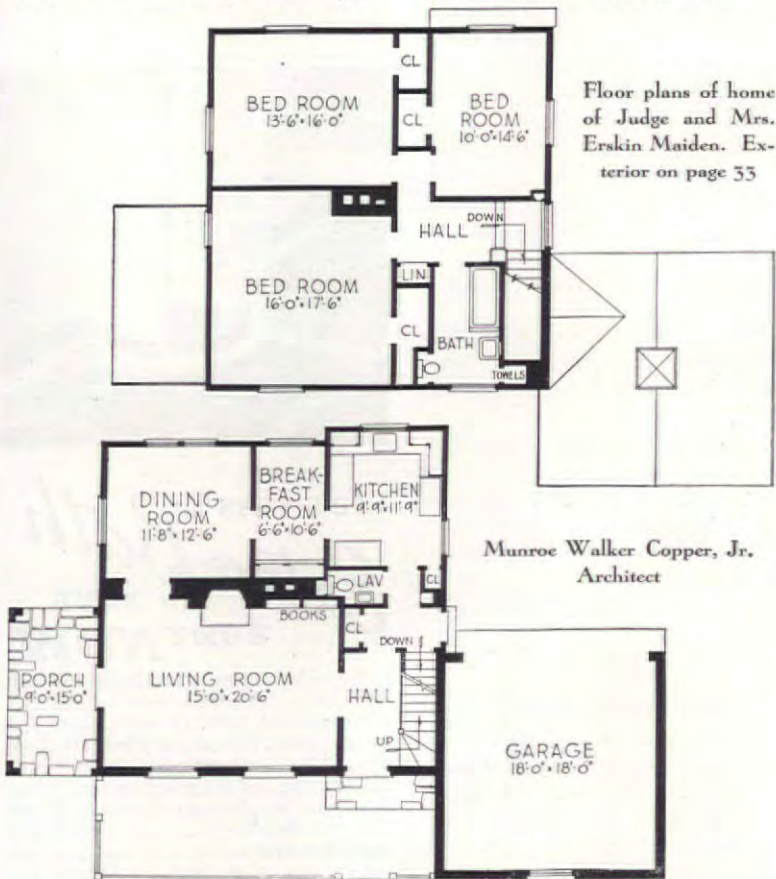 CL
BED ROOM
13'-6"×16'-0"
CL
BED
ROOM
10'-0"×14'-6"
Floor plans of home
of Judge and Mrs.
Erskin Maiden. Ex-
terior on page 33
DOWN
HALL
BED ROOM
16'-0"×17'-6"
LIN
CL
BATH
TOWELS
DINING
ROOM
11'-8"×12'-6"
BREAK-
FAST
ROOM
6'-6"×10'-6"
KITCHEN
9'-9"×11'-9"
Munroe Walker Copper, Jr.
Architect
LAV
CL
BOOKS
CL
DOWN
PORCH
9'-0"×15'-0"
LIVING ROOM
15'-0"×20'-6"
HALL
UP
GARAGE
18'-0"×18'-0"